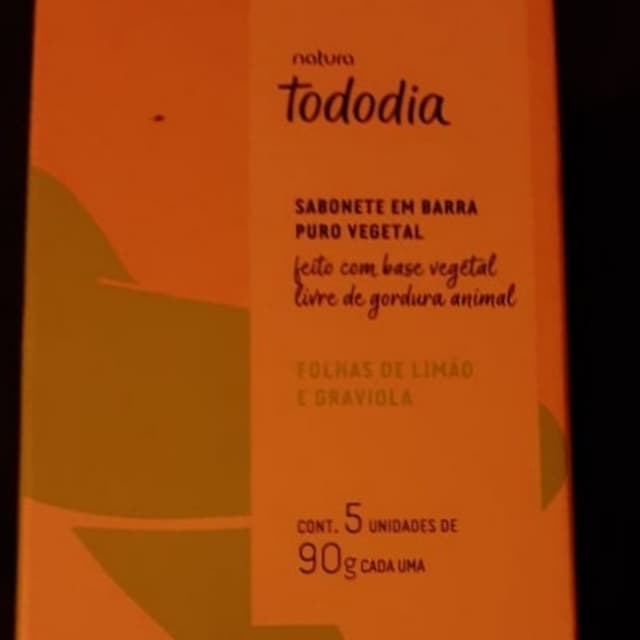 natura
Tododia
SABONETE EM BARRA
PURO VEGETAL
feito com base vegetal
livre de gordura animal
FOLHAS DE LIMÃO
E GRAVIOLA
CONT. 5 UNIDADES DE
90g CADA UMA